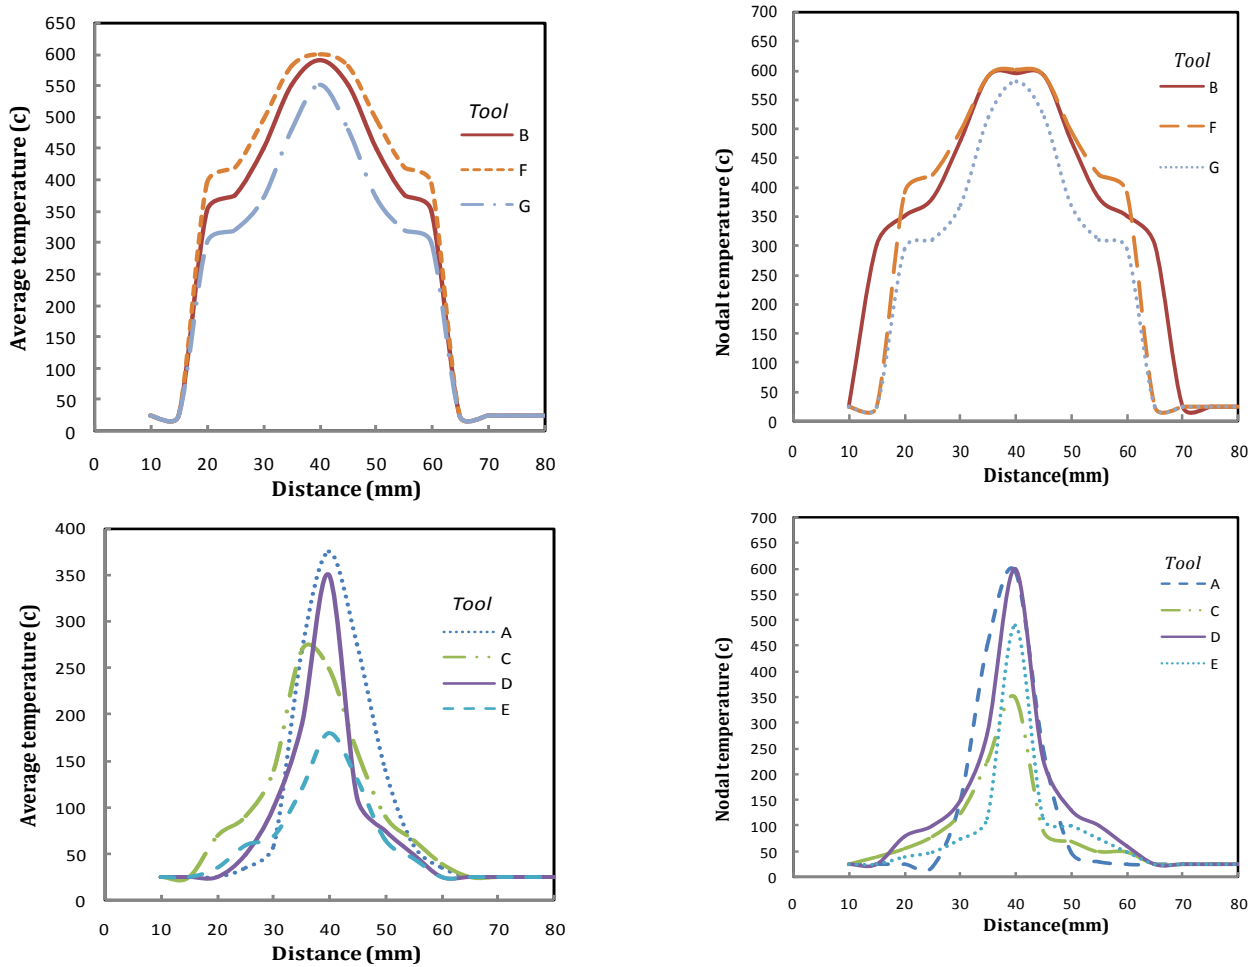 650
600
550
500
450
400
350
300
250
200
150
100
50
0
0 10 20 30 40 50 60 70 80
Average temperature (c)
Distance (mm)
Tool
B
F
G
700
650
600
550
500
450
400
350
300
250
200
150
100
50
0
0 10 20 30 40 50 60 70 80
Nodal temperature (c)
Distance(mm)
Tool
B
F
G
400
350
300
250
200
150
100
50
0
0 10 20 30 40 50 60 70 80
Average temperature (c)
Distance (mm)
Tool
A
C
D
E
700
650
600
550
500
450
400
350
300
250
200
150
100
50
0
0 10 20 30 40 50 60 70 80
Nodal temperature (c)
Distance(mm)
Tool
A
C
D
E